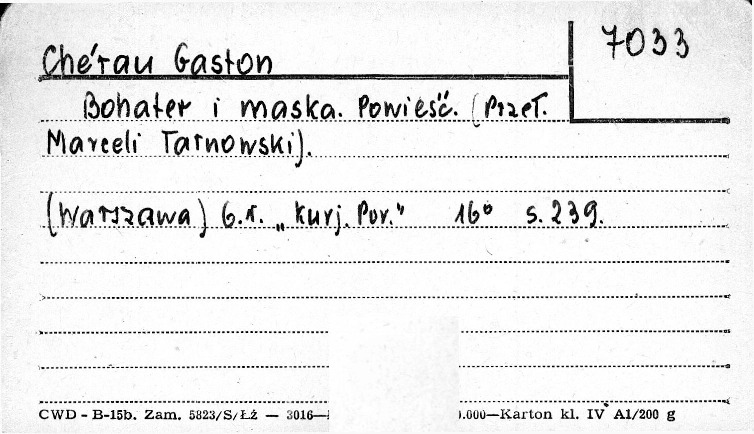 7033
Chérau Gaston
Bohater i maska. Powieść. (Przeł.
Marceli Tarnowski).
(Warszawa) b.r. „Kurj. Por." 16° s. 239.
CWD - B-15b. Zam. 5823/S/ŁŻ — 3016— .000—Karton kl. IV A1/200 g